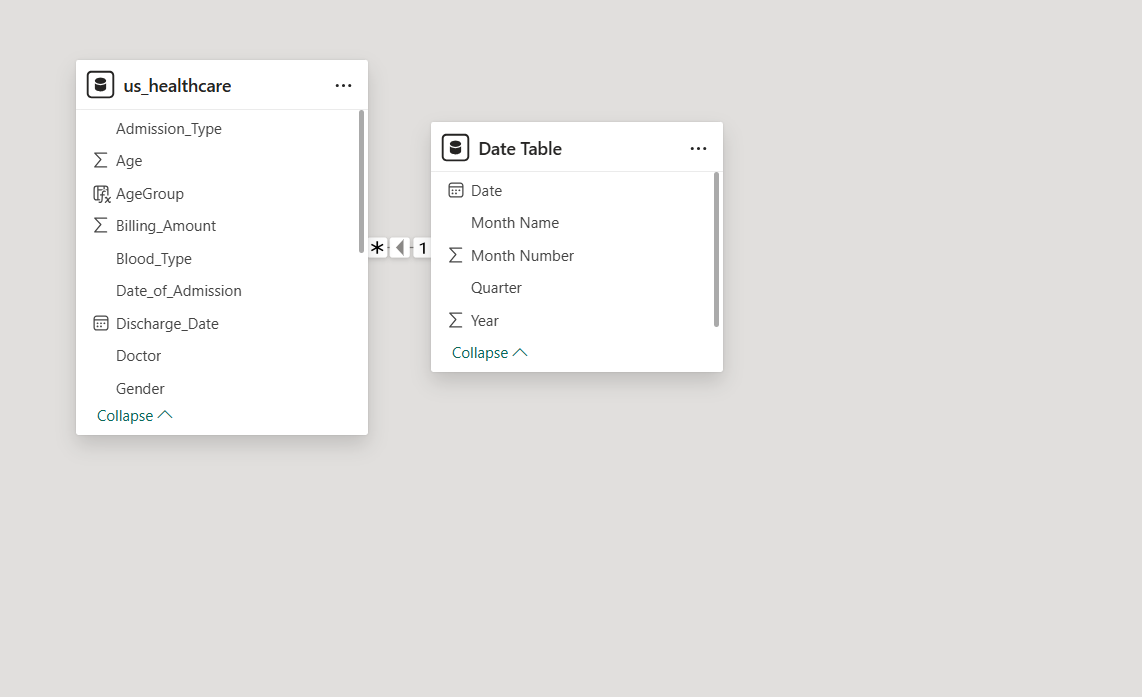 us_healthcare
Admission_Type
Age
AgeGroup
Billing_Amount
Blood_Type
Date_of_Admission
Discharge_Date
Doctor
Gender
Collapse
* 1
Date Table
Date
Month Name
Month Number
Quarter
Year
Collapse